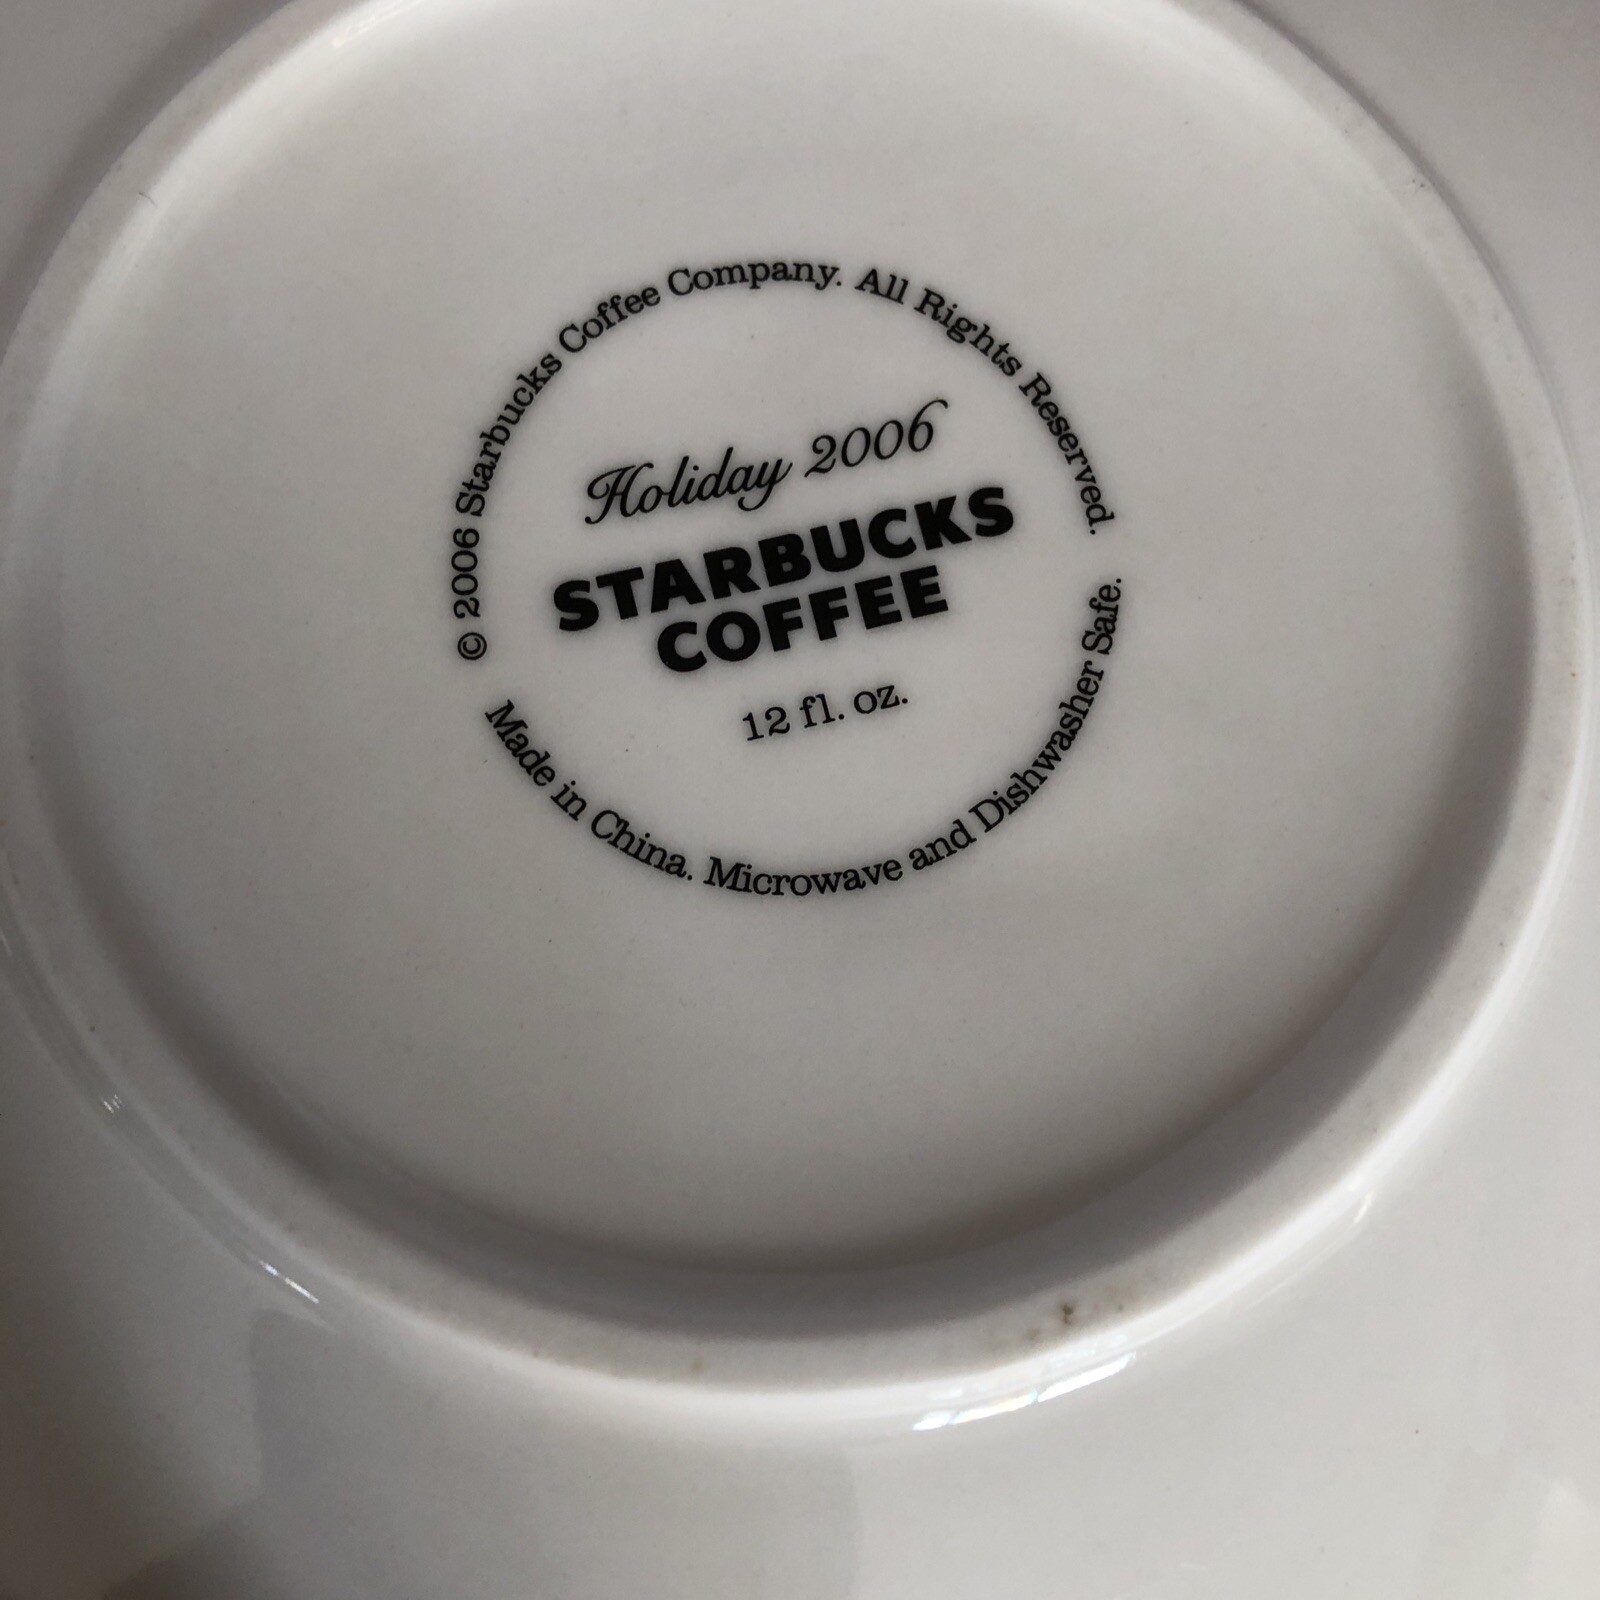 © 2006 Starbucks Coffee Company. All Rights Reserved.
Holiday 2006
STARBUCKS
COFFEE
12 fl. oz.
Made in China. Microwave and Dishwasher Safe.